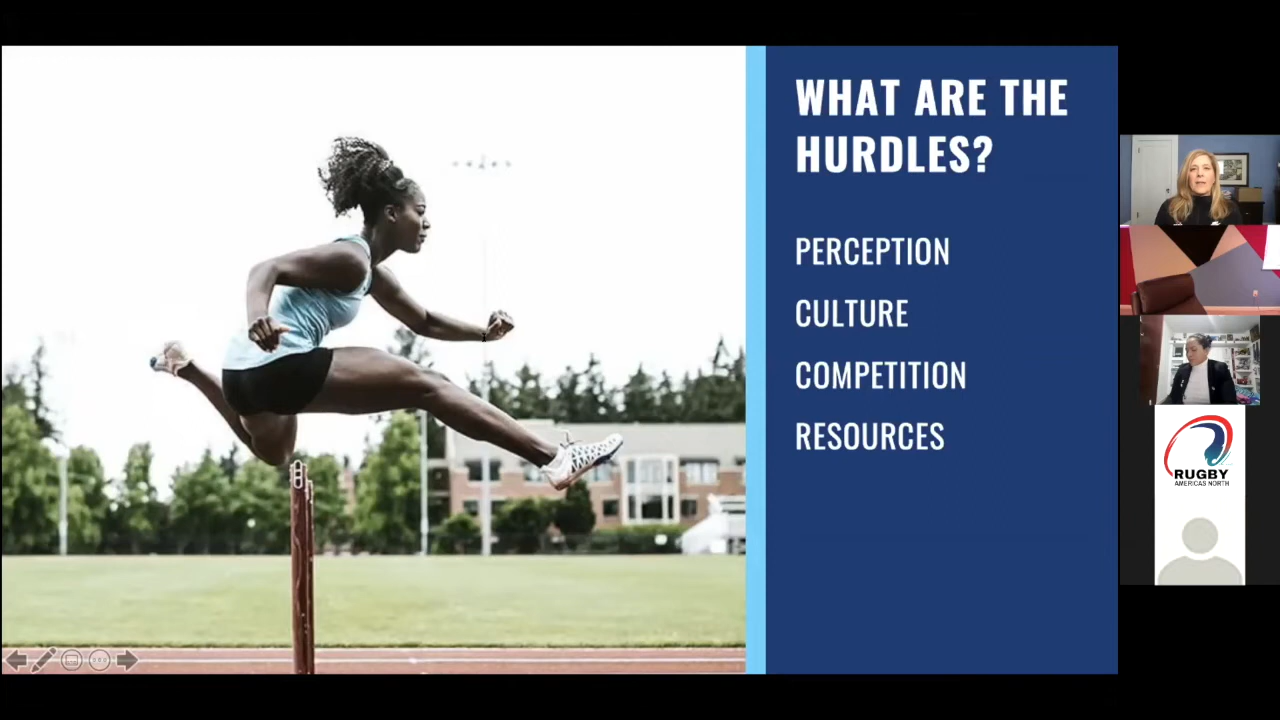 WHAT ARE THE
HURDLES?
PERCEPTION
CULTURE
COMPETITION
RESOURCES
RUGBY
AMERICAS NORTH